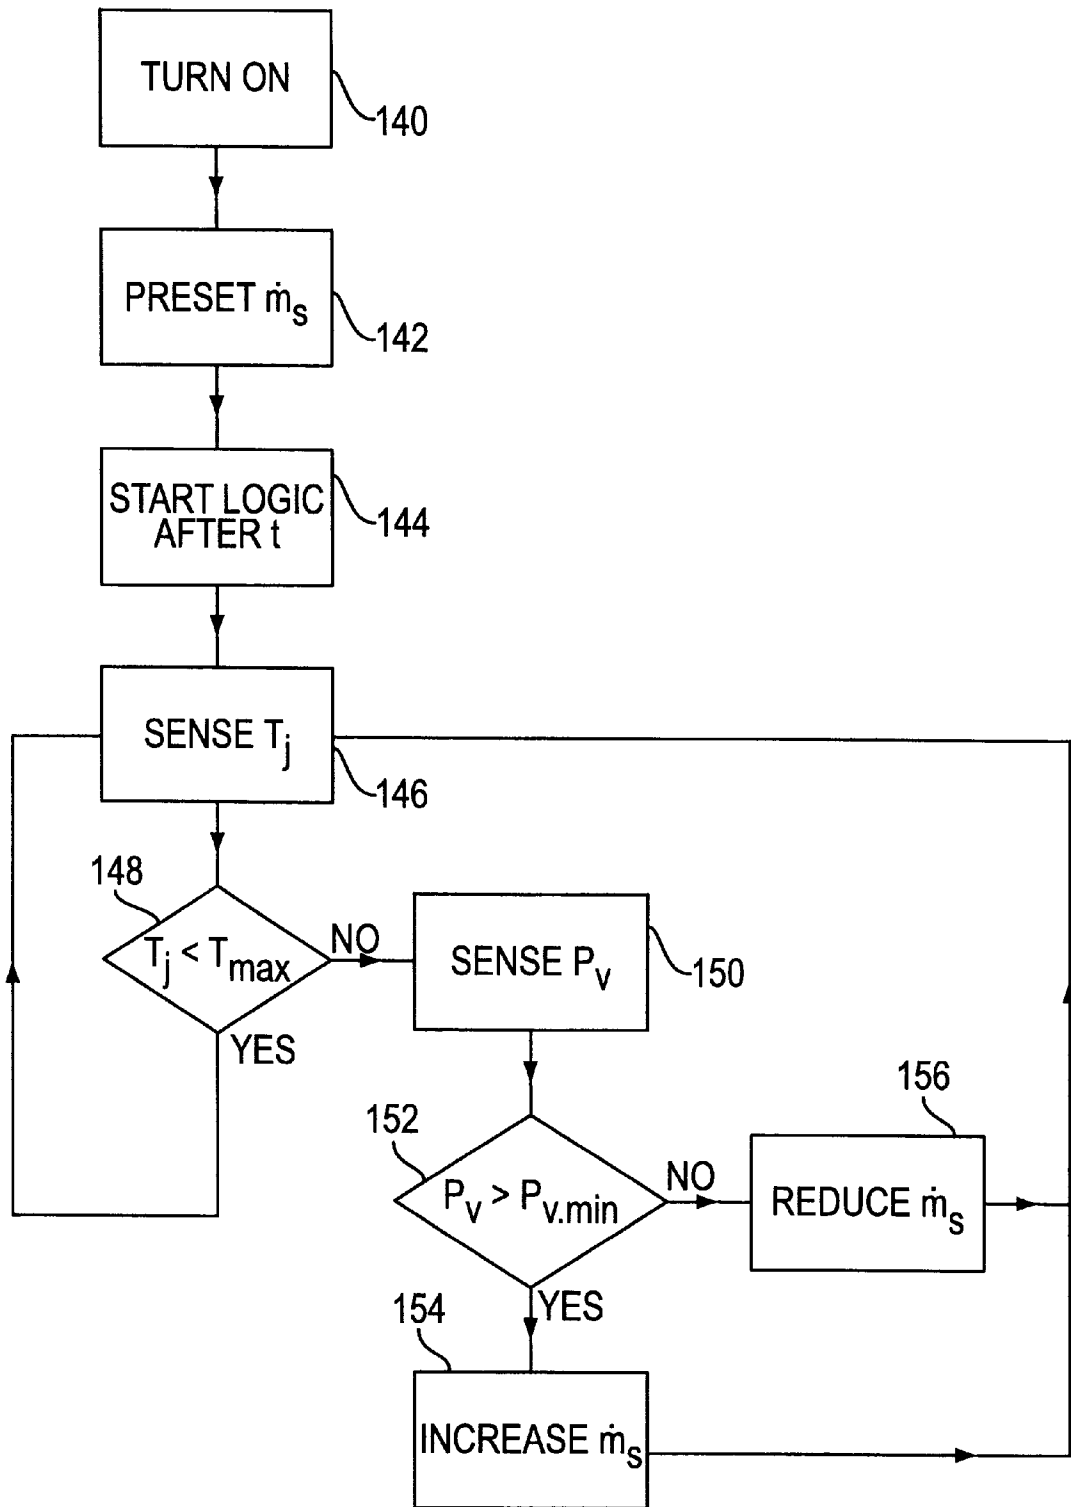 TURN ON
140
PRESET ṁs
142
START LOGIC
AFTER t
144
SENSE Tj
146
148
Tj < Tmax
NO
YES
SENSE Pv
150
152
Pv > Pv.min
NO
YES
156
REDUCE ṁs
154
INCREASE ṁs